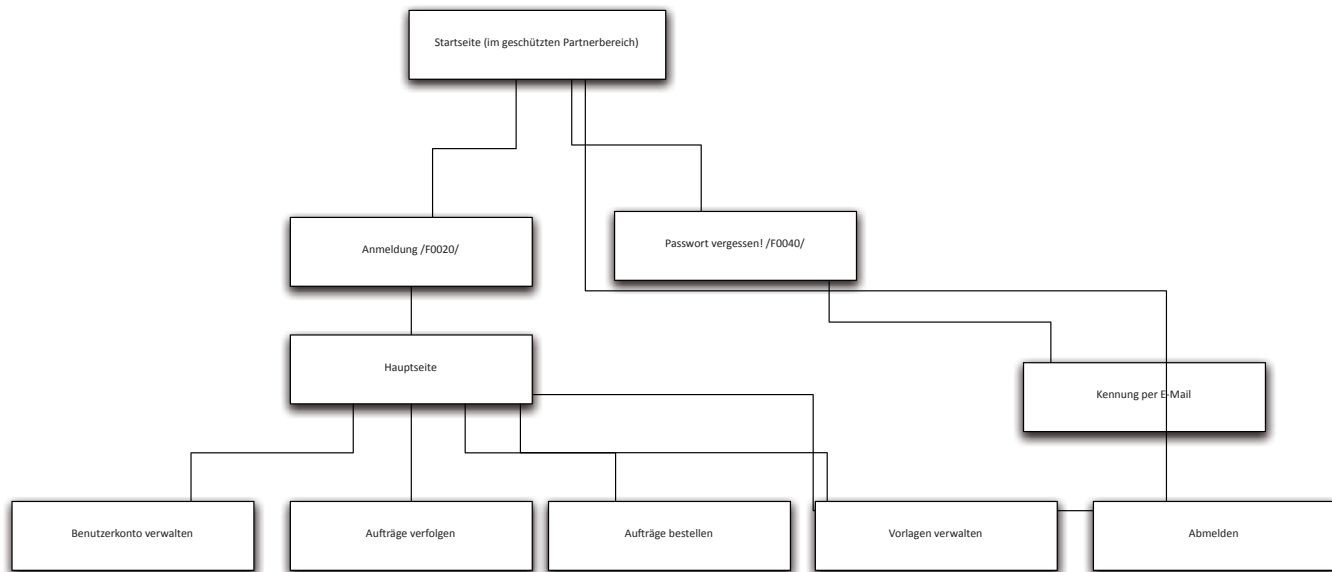 Startseite (im geschützten Partnerbereich)
Anmeldung /F0020/
Passwort vergessen! /F0040/
Hauptseite
Kennung per E-Mail
Benutzerkonto verwalten
Aufträge verfolgen
Aufträge bestellen
Vorlagen verwalten
Abmelden